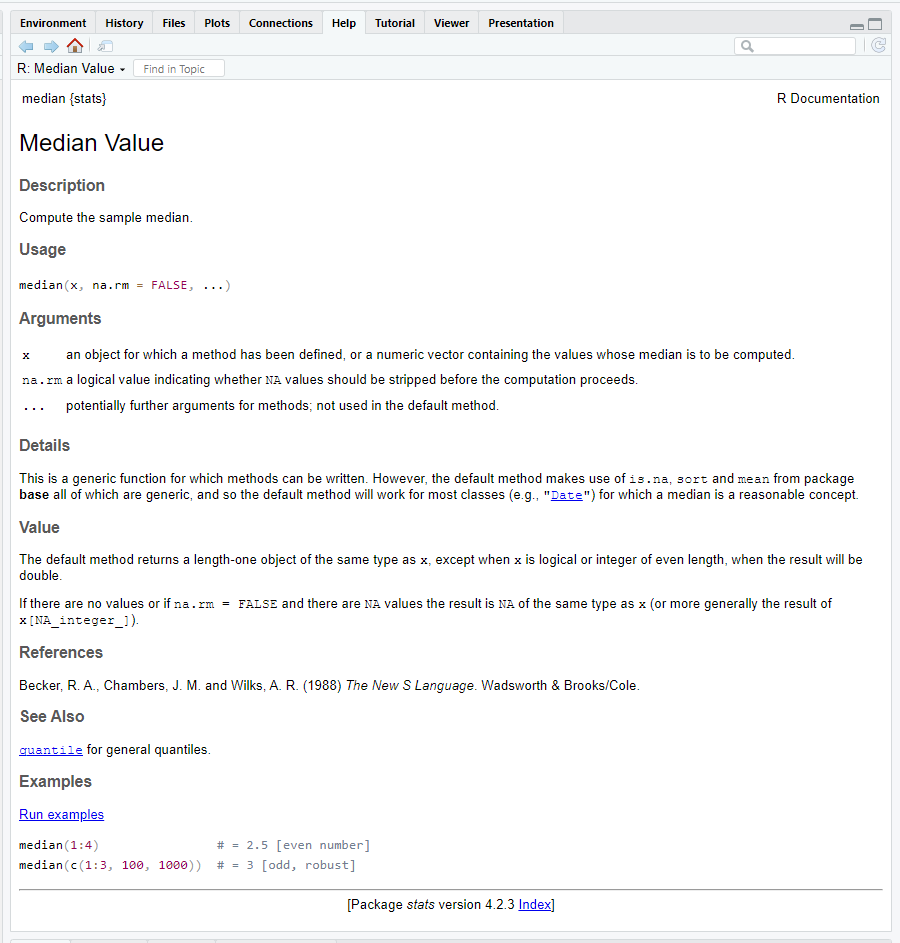 Environment History Files Plots Connections Help Tutorial Viewer Presentation
R: Median Value Find in Topic
median {stats} R Documentation
Median Value
Description
Compute the sample median.
Usage
median(x, na.rm = FALSE, ...)
Arguments
x an object for which a method has been defined, or a numeric vector containing the values whose median is to be computed.
na.rm a logical value indicating whether NA values should be stripped before the computation proceeds.
... potentially further arguments for methods; not used in the default method.
Details
This is a generic function for which methods can be written. However, the default method makes use of is.na, sort and mean from package
base all of which are generic, and so the default method will work for most classes (e.g., "Date") for which a median is a reasonable concept.
Value
The default method returns a length-one object of the same type as x, except when x is logical or integer of even length, when the result will be
double.
If there are no values or if na.rm = FALSE and there are NA values the result is NA of the same type as x (or more generally the result of
x[NA_integer_]).
References
Becker, R. A., Chambers, J. M. and Wilks, A. R. (1988) The New S Language. Wadsworth & Brooks/Cole.
See Also
quantile for general quantiles.
Examples
Run examples
median(1:4) # = 2.5 [even number]
median(c(1:3, 100, 1000)) # = 3 [odd, robust]
[Package stats version 4.2.3 Index]